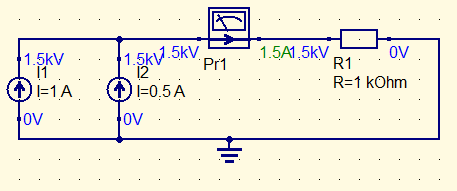 1.5kV
1.5kV
1.5kV
1.5A
1.5kV
0V
Pr1
R1
R=1 kOhm
I1
I=1 A
I2
I=0.5 A
0V
0V